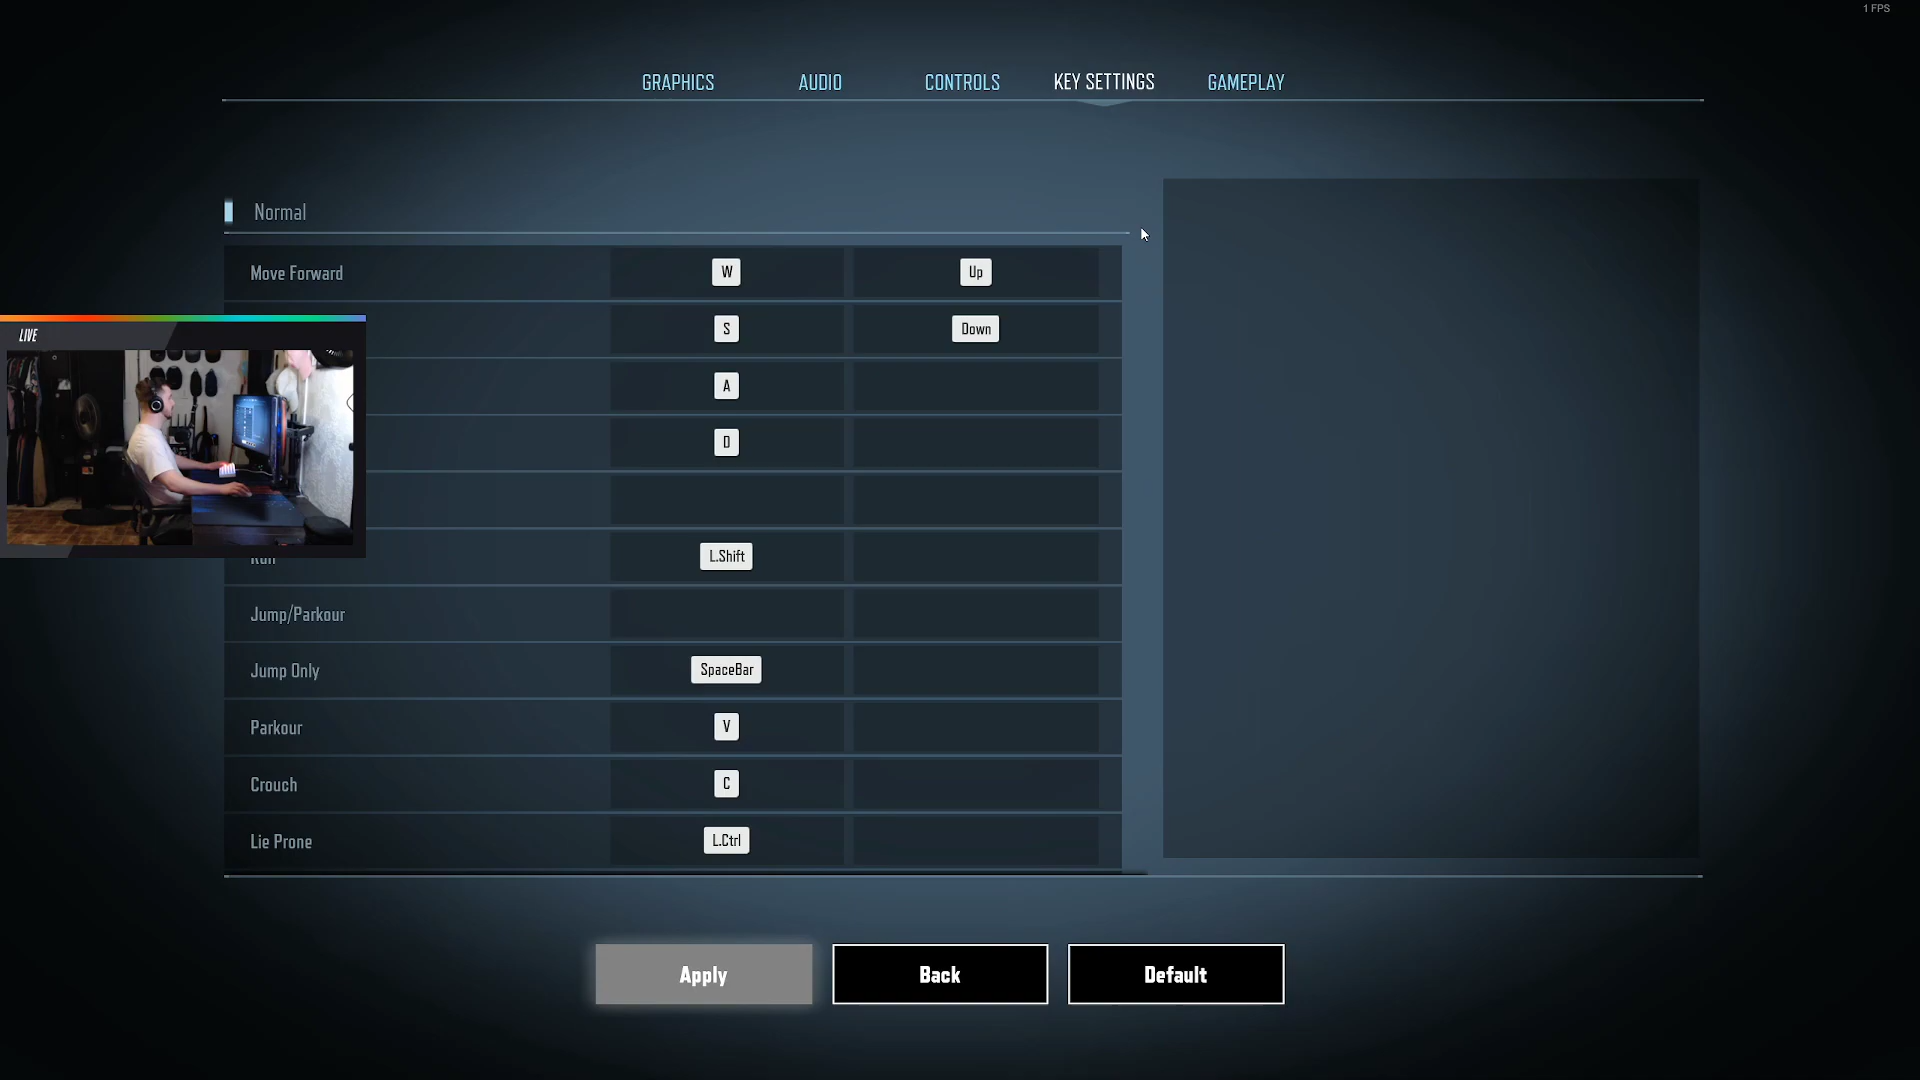 1 FPS
GRAPHICS AUDIO CONTROLS KEY SETTINGS GAMEPLAY
Normal
Move Forward W Up
S Down
LIVE
A
D
Run L.Shift
Jump/Parkour
Jump Only SpaceBar
Parkour V
Crouch C
Lie Prone L.Ctrl
Apply Back Default